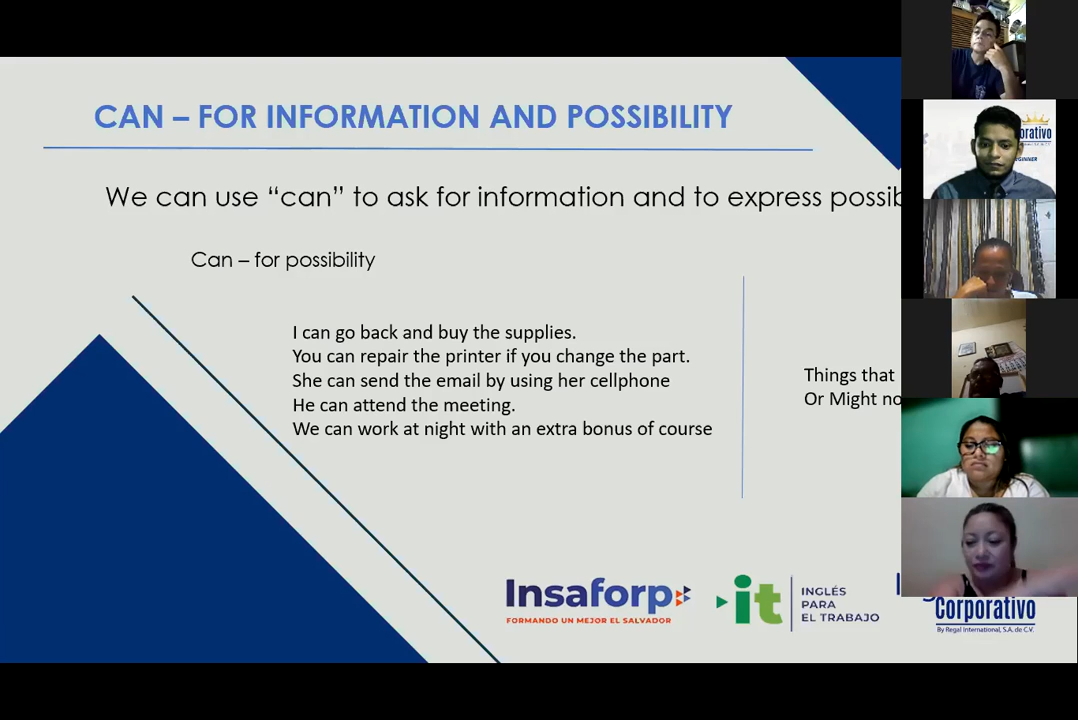 CAN – FOR INFORMATION AND POSSIBILITY
We can use “can” to ask for information and to express
Can – for possibility
I can go back and buy the supplies.
You can repair the printer if you change the part.
She can send the email by using her cellphone
He can attend the meeting.
We can work at night with an extra bonus of course
Things that
Or Might
Insaforp
FORMANDO UN MEJOR EL SALVADOR
it
INGLÉS
PARA
EL TRABAJO
Corporativo
By Regal International, S.A. de C.V.